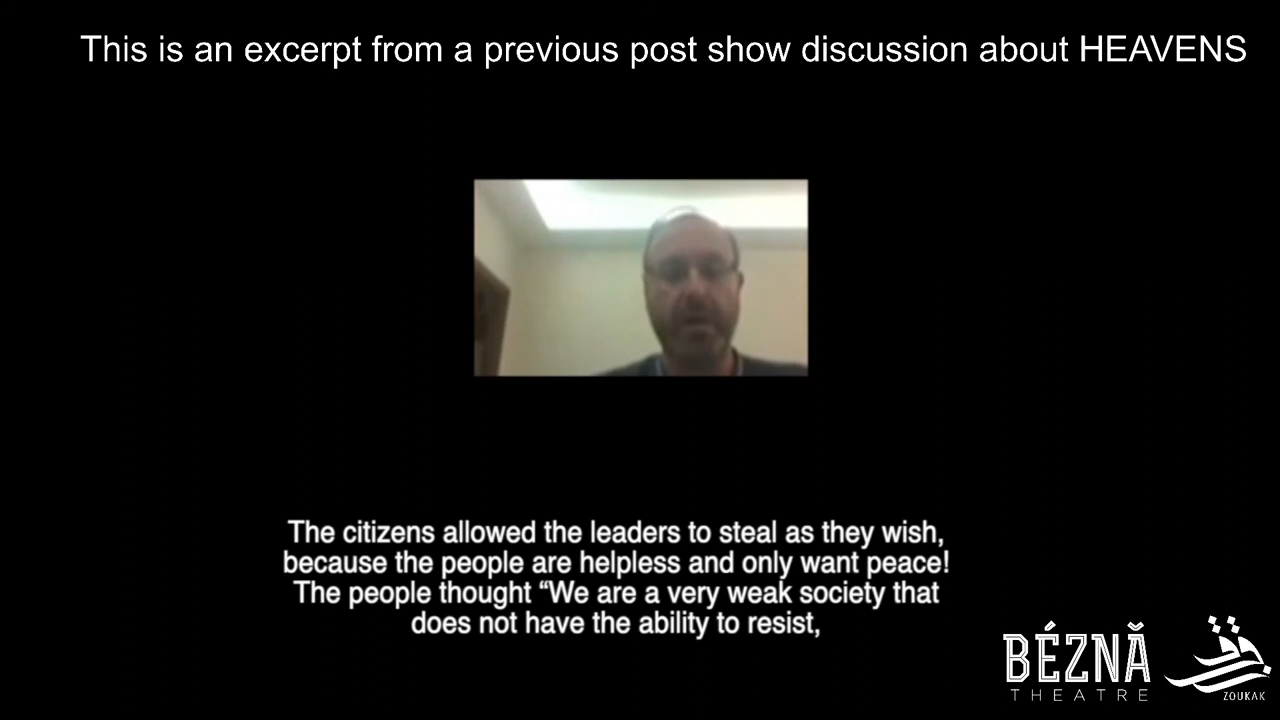 This is an excerpt from a previous post show discussion about HEAVENS
The citizens allowed the leaders to steal as they wish,
because the people are helpless and only want peace!
The people thought “We are a very weak society that
does not have the ability to resist,
BÉZNĂ
THEATRE
ZOUKAK